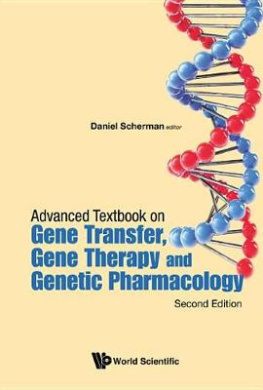 Daniel Scherman editor
Advanced Textbook on
Gene Transfer,
Gene Therapy and
Genetic Pharmacology
Second Edition
World Scientific